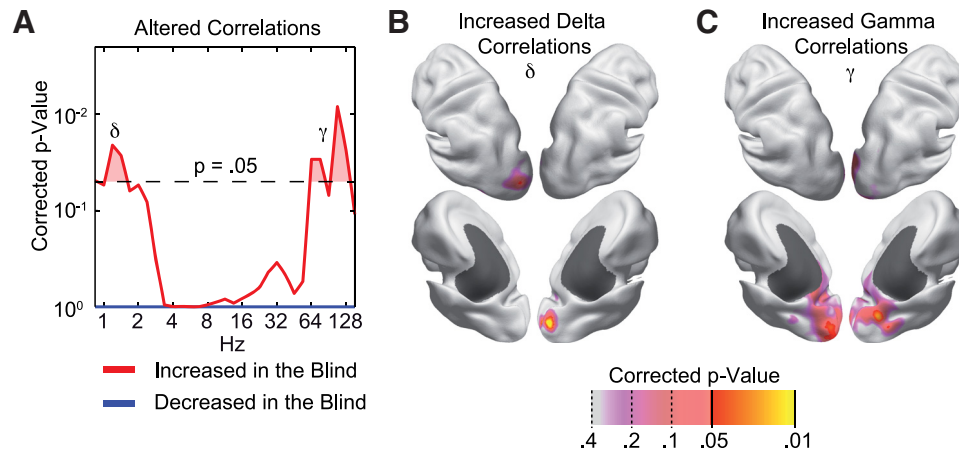 A
Altered Correlations
Corrected p-Value
10⁻²
10⁻¹
10⁰
δ
γ
p = .05
1 2 4 8 16 32 64 128
Hz
Increased in the Blind
Decreased in the Blind
B
Increased Delta
Correlations
δ
C
Increased Gamma
Correlations
γ
Corrected p-Value
.4 .2 .1 .05 .01